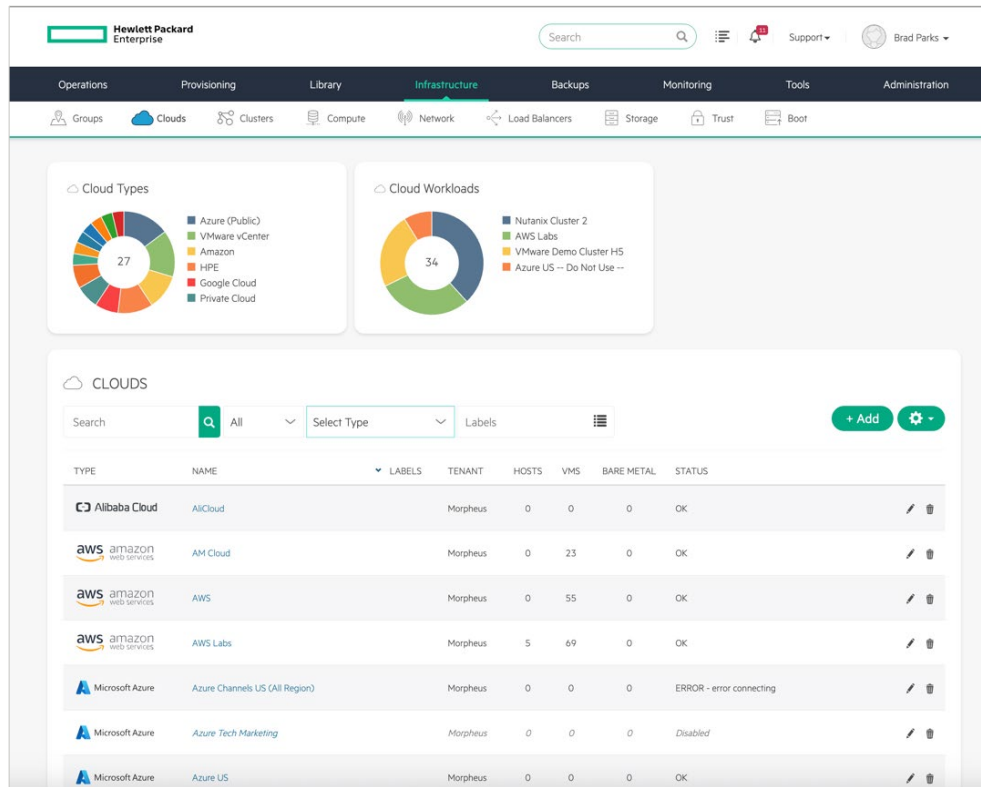 Hewlett Packard
Enterprise
Search
11
Support
Brad Parks
Operations Provisioning Library Infrastructure Backups Monitoring Tools Administration
Groups Clouds Clusters Compute Network Load Balancers Storage Trust Boot
Cloud Types
27
Azure (Public)
VMware vCenter
Amazon
HPE
Google Cloud
Private Cloud
Cloud Workloads
34
Nutanix Cluster 2
AWS Labs
VMware Demo Cluster H5
Azure US -- Do Not Use --
CLOUDS
Search All Select Type Labels + Add
TYPE NAME LABELS TENANT HOSTS VMS BARE METAL STATUS
Alibaba Cloud AliCloud Morpheus 0 0 0 OK
aws amazon web services AM Cloud Morpheus 0 23 0 OK
aws amazon web services AWS Morpheus 0 55 0 OK
aws amazon web services AWS Labs Morpheus 5 69 0 OK
Microsoft Azure Azure Channels US (All Region) Morpheus 0 0 0 ERROR - error connecting
Microsoft Azure Azure Tech Marketing Morpheus 0 0 0 Disabled
Microsoft Azure Azure US Morpheus 0 0 0 OK